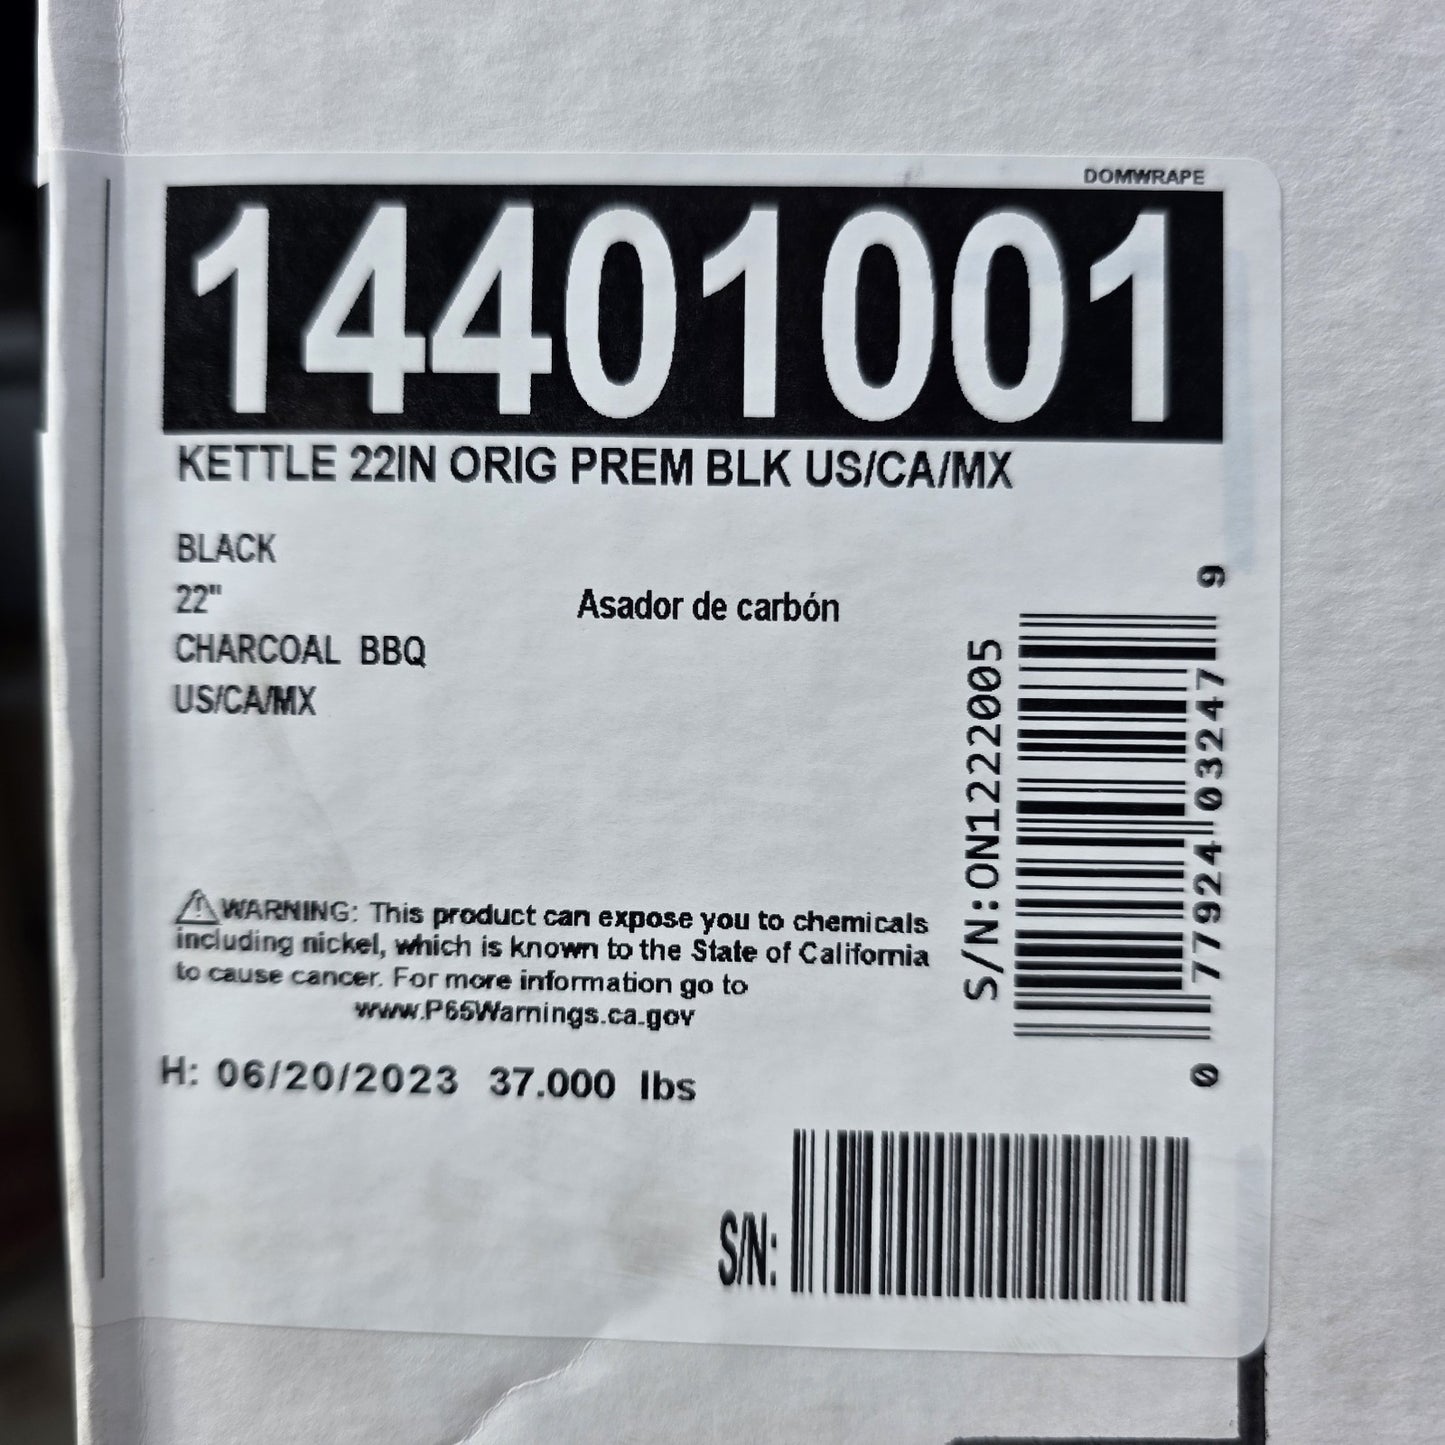 DOMWRAPE
14401001
KETTLE 22IN ORIG PREM BLK US/CA/MX
BLACK
22"
Asador de carbón
CHARCOAL BBQ
US/CA/MX
S/N:ON1222005
0 77924 03247 9
⚠WARNING: This product can expose you to chemicals
including nickel, which is known to the State of California
to cause cancer. For more information go to
www.P65Warnings.ca.gov
H: 06/20/2023 37.000 lbs
S/N: